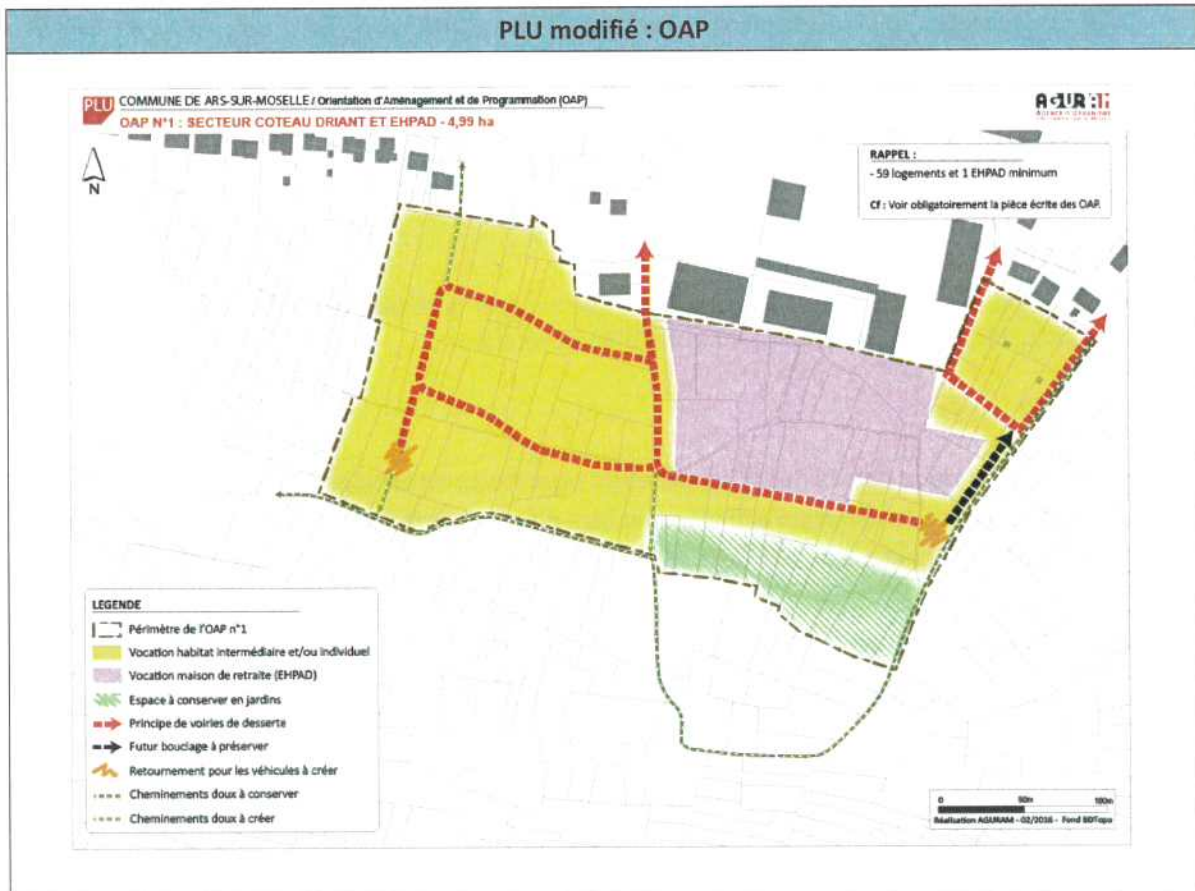 PLU modifié : OAP
PLU
COMMUNE DE ARS-SUR-MOSELLE / Orientation d'Aménagement et de Programmation (OAP)
OAP N°1 : SECTEUR COTEAU DRIANT ET EHPAD - 4,99 ha
N
RAPPEL :
- 59 logements et 1 EHPAD minimum
Cf : Voir obligatoirement la pièce écrite des OAP.
LEGENDE
Périmètre de l'OAP n°1
Vocation habitat intermédiaire et/ou individuel
Vocation maison de retraite (EHPAD)
Espace à conserver en jardins
Principe de voiries de desserte
Futur bouclage à préserver
Retournement pour les véhicules à créer
Cheminements doux à conserver
Cheminements doux à créer
0 50m 100m
Réalisation AGURAM - 02/2016 - Fond BDTopo